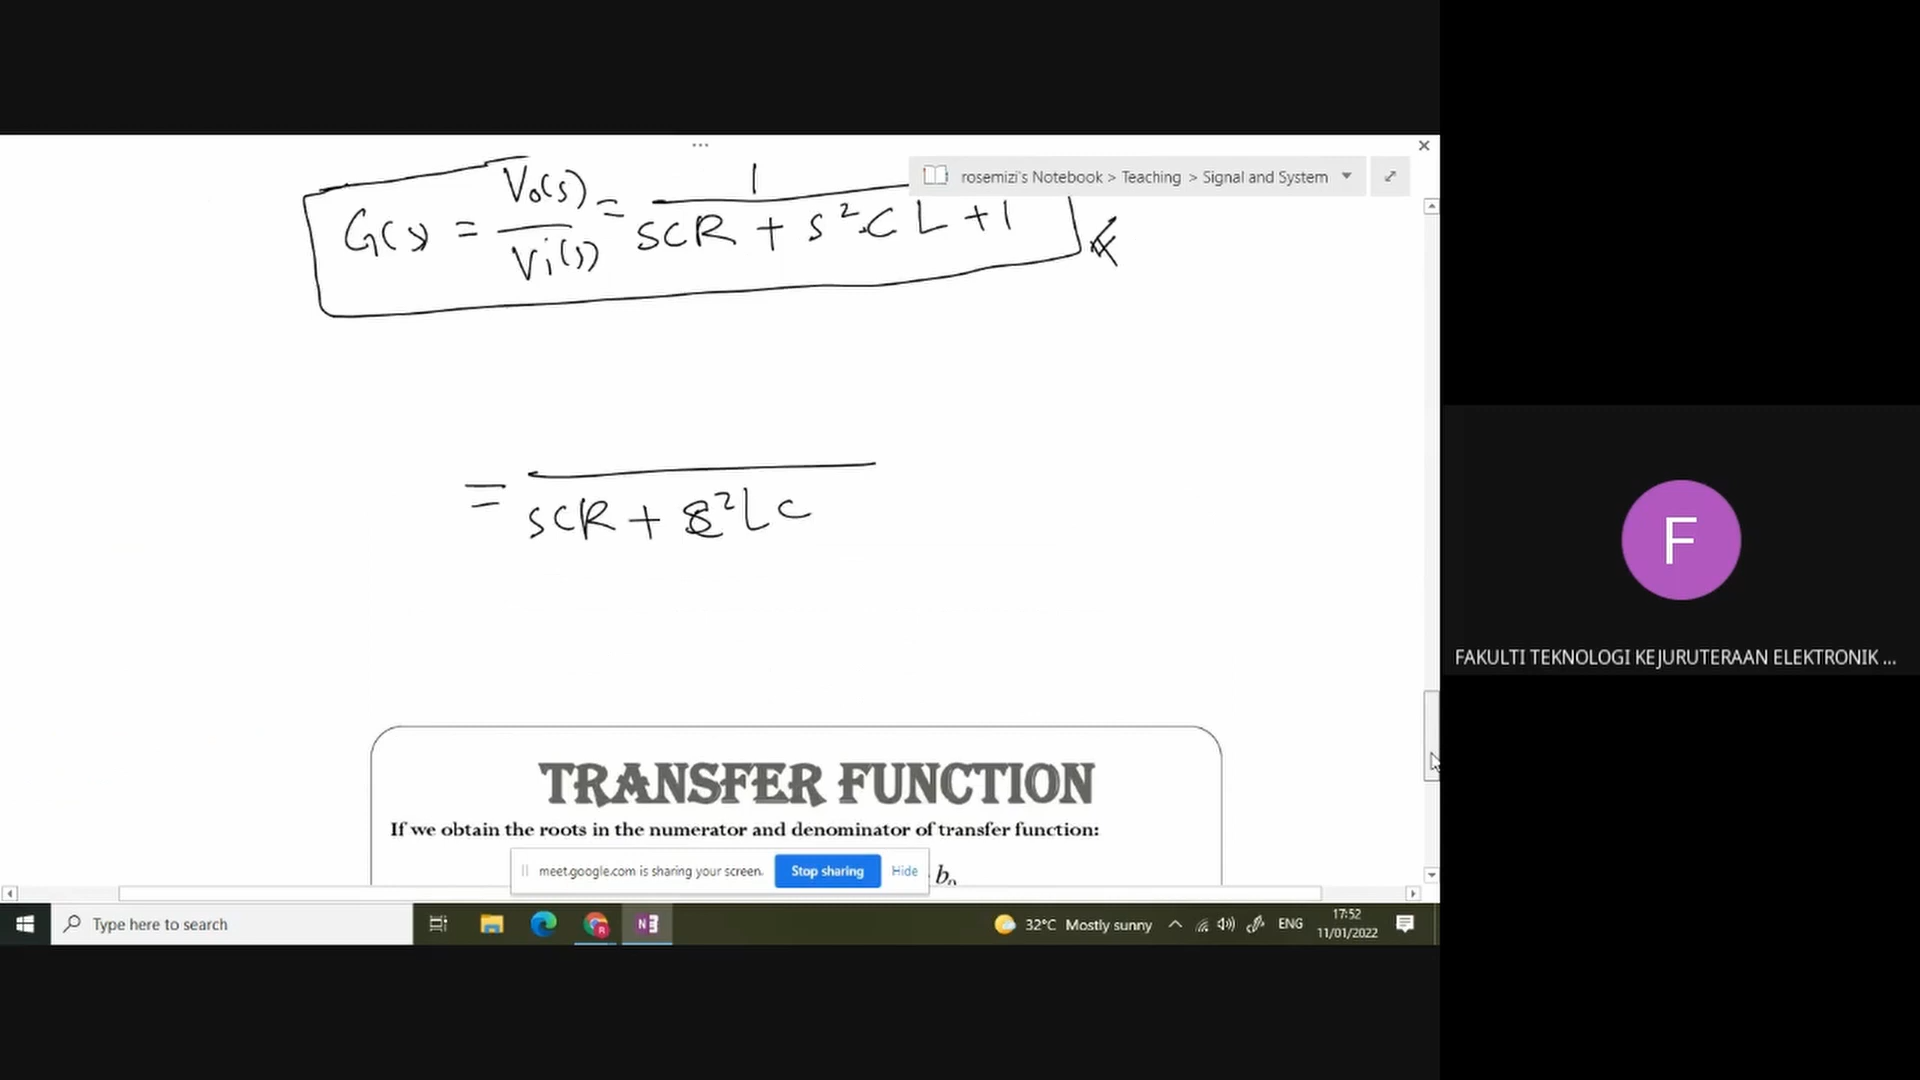 rosemizi's Notebook > Teaching > Signal and System
G(s) = Vo(s) / Vi(s) = 1 / SCR + S²CL + 1
= SCR + S²LC
TRANSFER FUNCTION
If we obtain the roots in the numerator and denominator of transfer function:
meet.google.com is sharing your screen. Stop sharing Hide
b₀
F
FAKULTI TEKNOLOGI KEJURUTERAAN ELEKTRONIK ...
Type here to search
32°C Mostly sunny ENG 17:52
11/01/2022